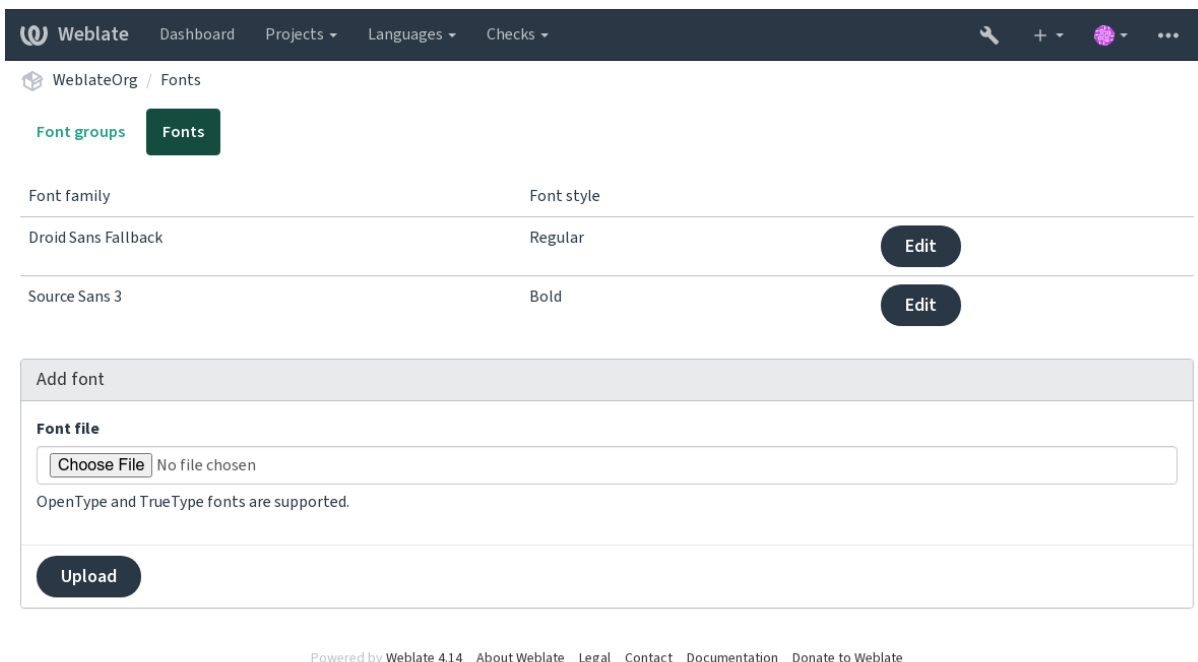 Weblate Dashboard Projects Languages Checks
WeblateOrg / Fonts
Font groups Fonts
Font family Font style
Droid Sans Fallback Regular Edit
Source Sans 3 Bold Edit
Add font
Font file
Choose File No file chosen
OpenType and TrueType fonts are supported.
Upload
Powered by Weblate 4.14 About Weblate Legal Contact Documentation Donate to Weblate